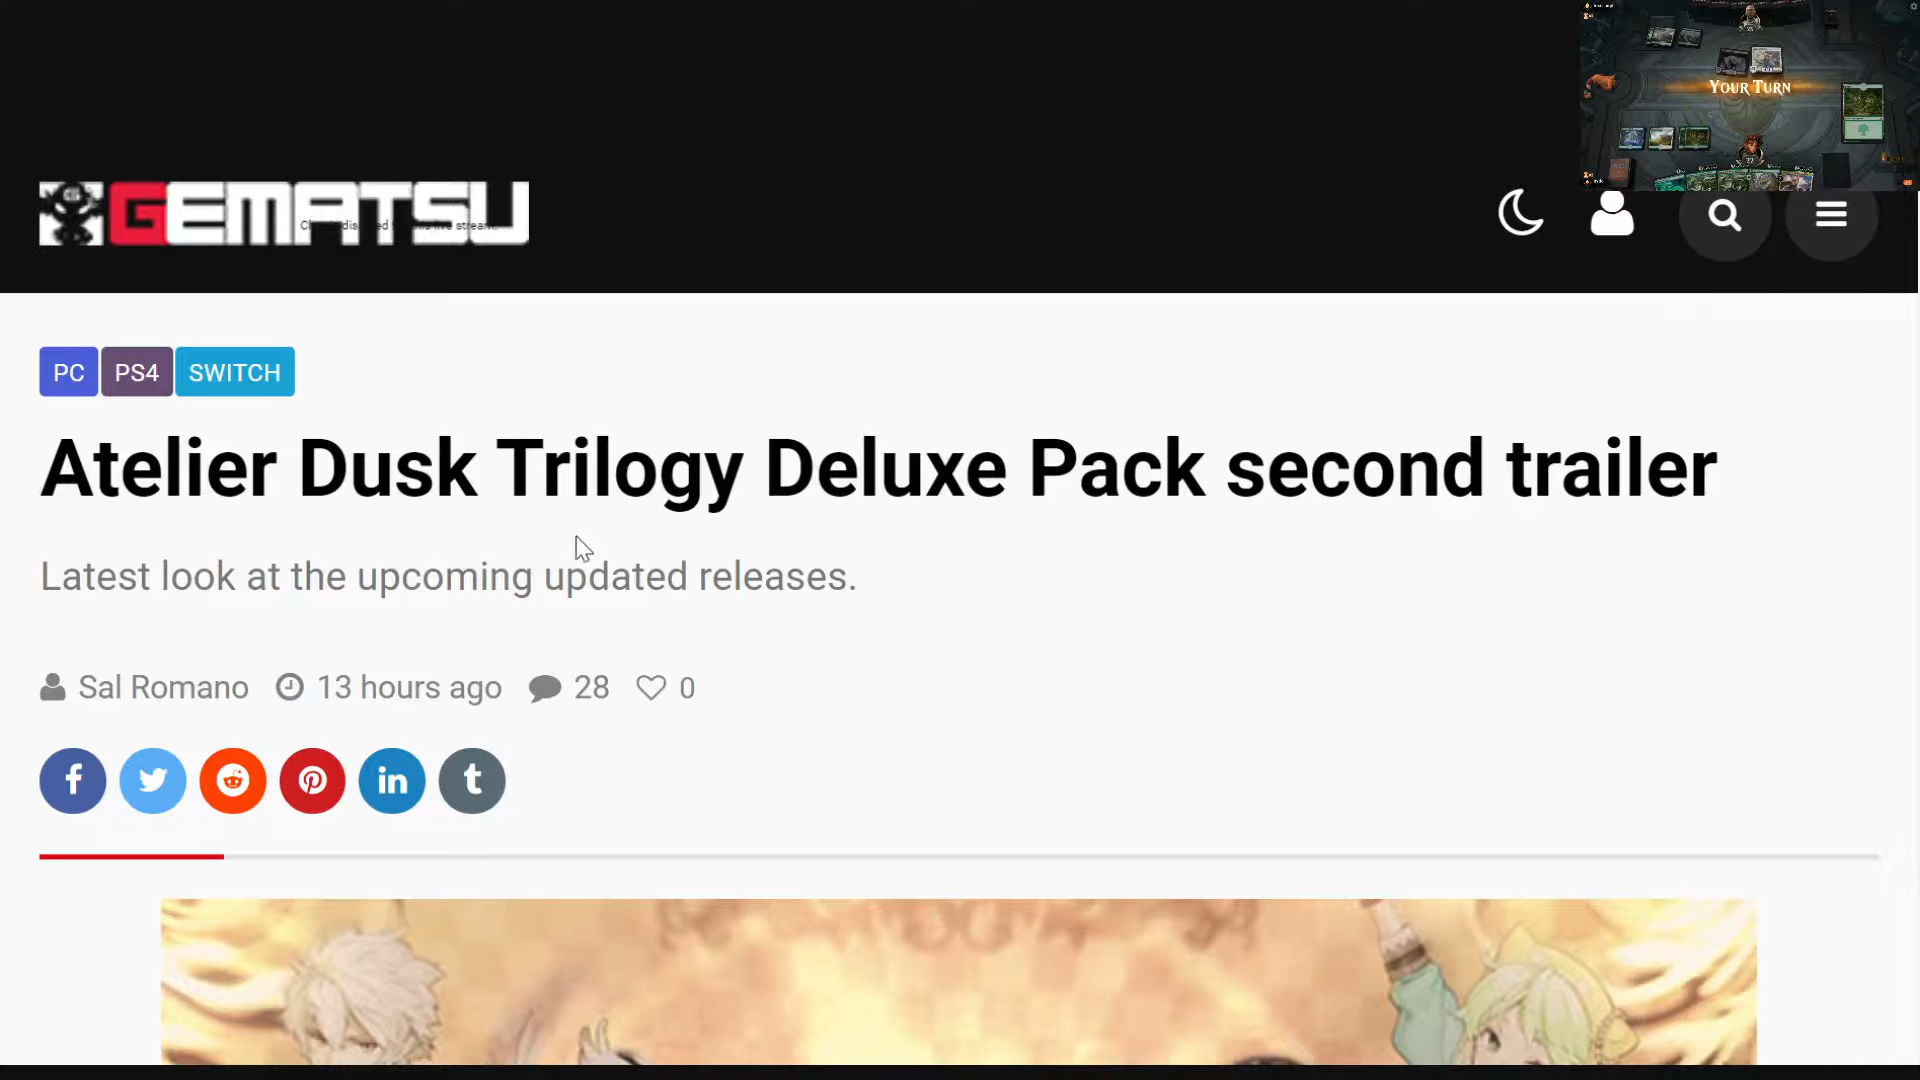 YOUR TURN
GEMATSU
PC PS4 SWITCH
Atelier Dusk Trilogy Deluxe Pack second trailer
Latest look at the upcoming updated releases.
Sal Romano 13 hours ago 28 0